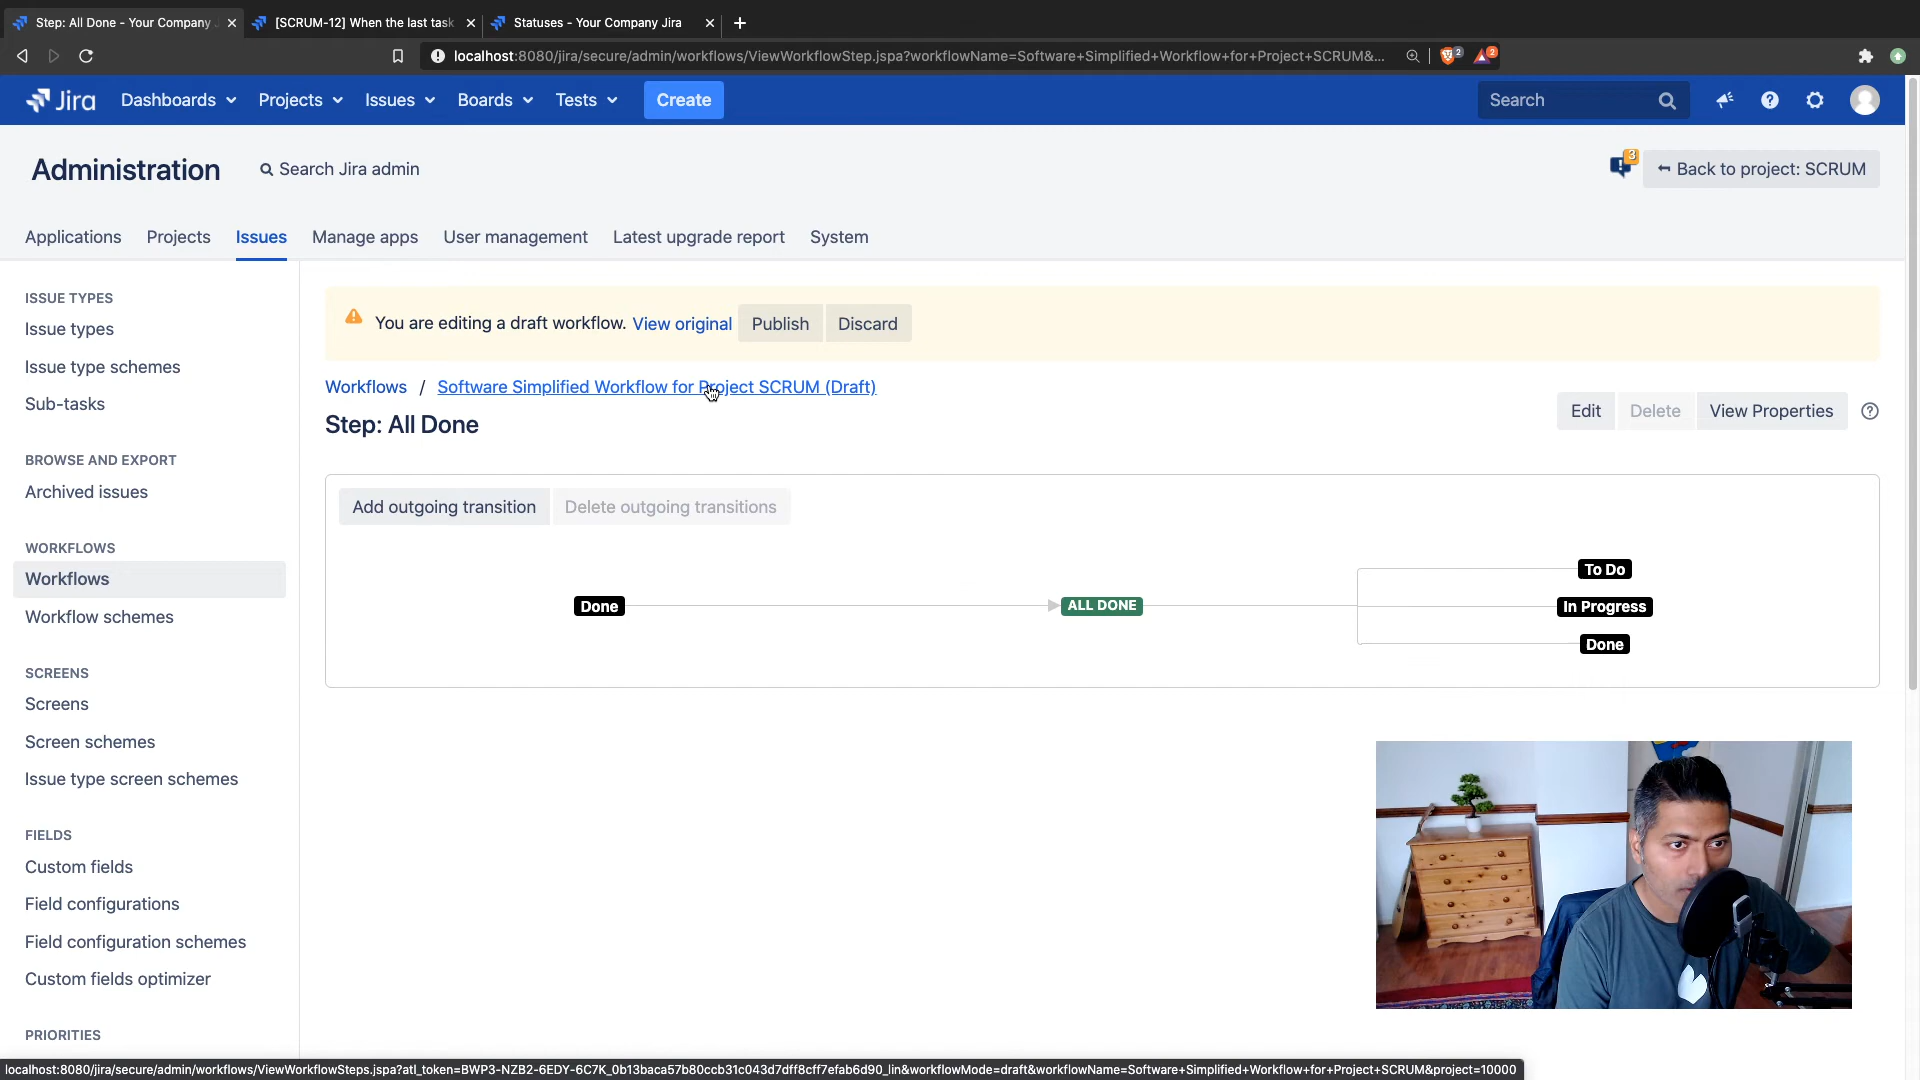 Step: All Done - Your Company J
[SCRUM-12] When the last task
Statuses - Your Company Jira
localhost:8080/jira/secure/admin/workflows/ViewWorkflowStep.jspa?workflowName=Software+Simplified+Workflow+for+Project+SCRUM&...
2
2
Jira
Dashboards
Projects
Issues
Boards
Tests
Create
Search
Administration
Search Jira admin
3
Back to project: SCRUM
Applications
Projects
Issues
Manage apps
User management
Latest upgrade report
System
ISSUE TYPES
Issue types
Issue type schemes
Sub-tasks
BROWSE AND EXPORT
Archived issues
WORKFLOWS
Workflows
Workflow schemes
SCREENS
Screens
Screen schemes
Issue type screen schemes
FIELDS
Custom fields
Field configurations
Field configuration schemes
Custom fields optimizer
PRIORITIES
You are editing a draft workflow. View original Publish Discard
Workflows / Software Simplified Workflow for Project SCRUM (Draft)
Step: All Done
Edit
Delete
View Properties
Add outgoing transition
Delete outgoing transitions
Done
ALL DONE
To Do
In Progress
Done
localhost:8080/jira/secure/admin/workflows/ViewWorkflowSteps.jspa?atl_token=BWP3-NZB2-6EDY-6C7K_0b13baca57b80ccb31c043d7dff8cff7efab6d90_lin&workflowMode=draft&workflowName=Software+Simplified+Workflow+for+Project+SCRUM&project=10000